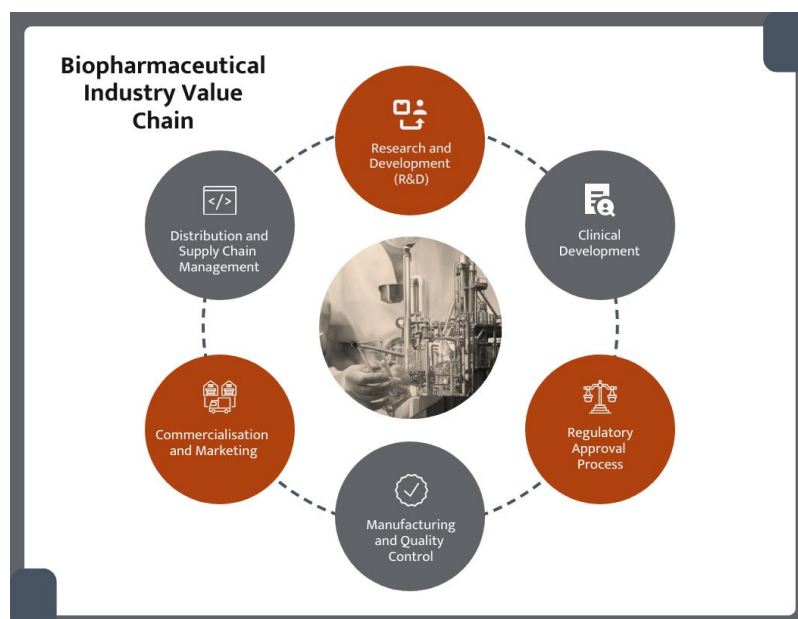 Biopharmaceutical
Industry Value
Chain
Research and
Development
(R&D)
Clinical
Development
Regulatory
Approval
Process
Manufacturing
and Quality
Control
Commercialisation
and Marketing
</>
Distribution and
Supply Chain
Management